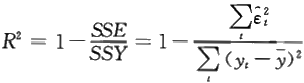 R² = 1 - SSE/SSY = 1 - ∑ₜ ε̂ₜ² / ∑ₜ (yₜ - ȳ)²